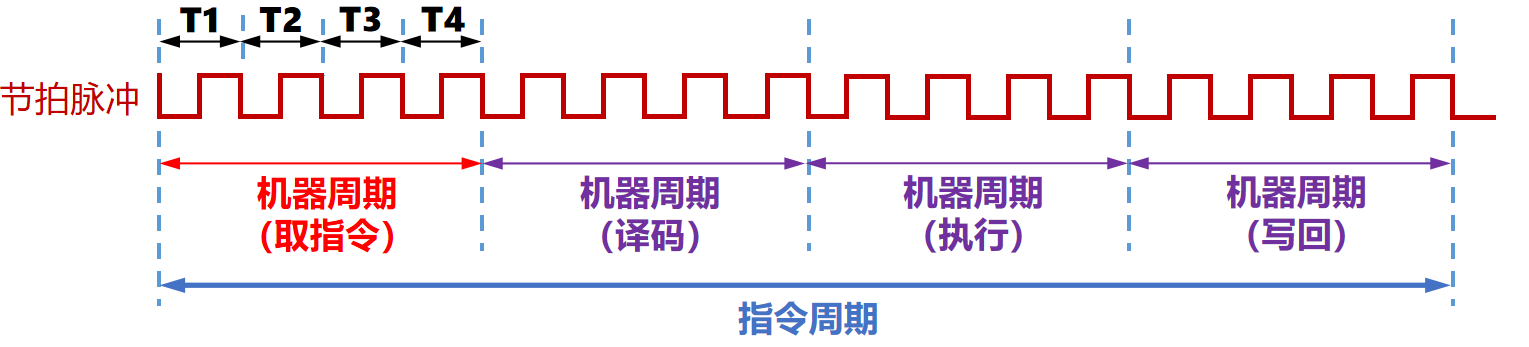 T1 T2 T3 T4
节拍脉冲
机器周期 机器周期 机器周期 机器周期
(取指令) (译码) (执行) (写回)
指令周期